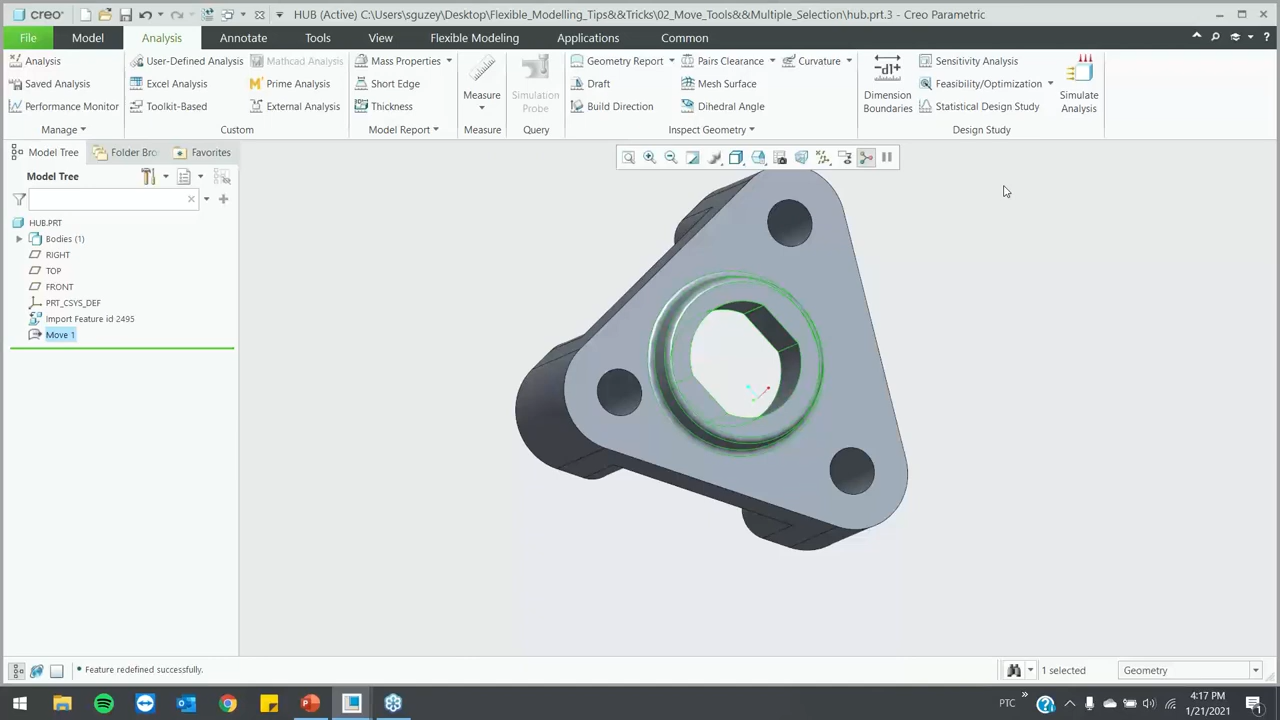 creo
HUB (Active) C:\Users\sguzey\Desktop\Flexible_Modelling_Tips&&Tricks\02_Move_Tools&&Multiple_Selection\hub.prt.3 - Creo Parametric
File Model Analysis Annotate Tools View Flexible Modeling Applications Common
Analysis
Saved Analysis
Performance Monitor
Manage
User-Defined Analysis
Mathcad Analysis
Excel Analysis
Prime Analysis
Toolkit-Based
External Analysis
Custom
Mass Properties
Short Edge
Thickness
Model Report
Measure
Measure
Simulation
Probe
Query
Geometry Report
Pairs Clearance
Curvature
Draft
Mesh Surface
Build Direction
Dihedral Angle
Inspect Geometry
Dimension
Boundaries
Sensitivity Analysis
Feasibility/Optimization
Statistical Design Study
Simulate
Analysis
Design Study
Model Tree
Folder Bro
Favorites
Model Tree
HUB.PRT
Bodies (1)
RIGHT
TOP
FRONT
PRT_CSYS_DEF
Import Feature id 2495
Move 1
• Feature redefined successfully.
1 selected
Geometry
PTC
4:17 PM
1/21/2021
1